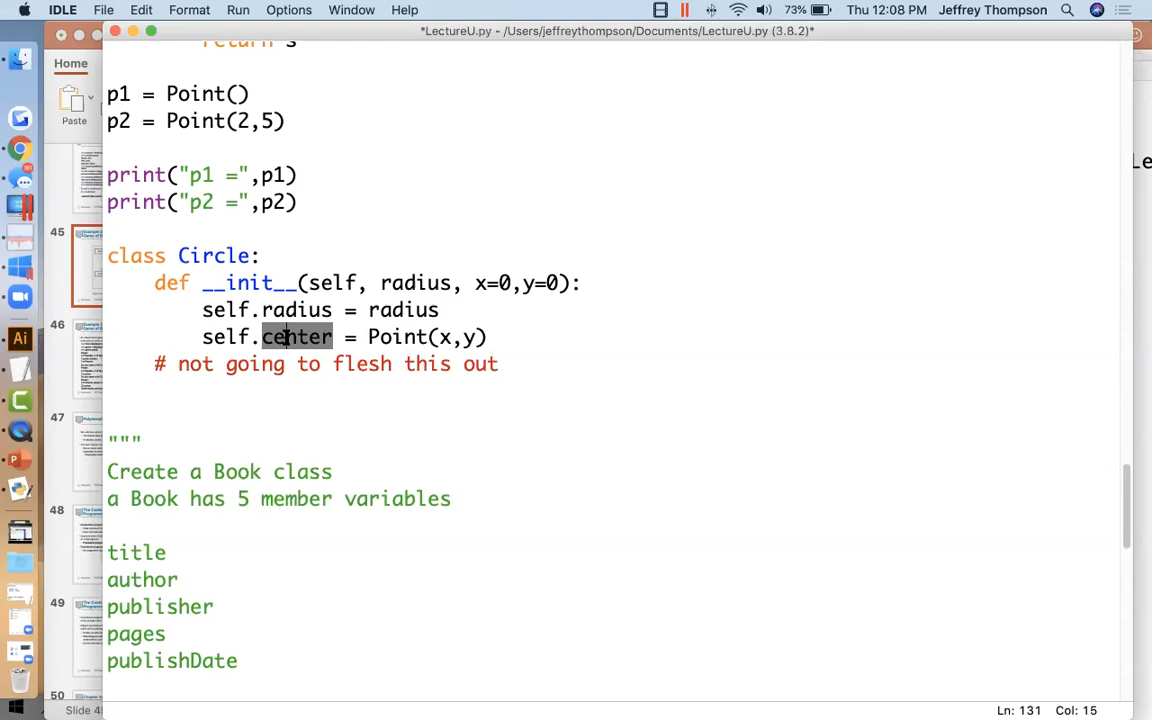 IDLE File Edit Format Run Options Window Help 73% Thu 12:08 PM Jeffrey Thompson
*LectureU.py - /Users/jeffreythompson/Documents/LectureU.py (3.8.2)*
Home
Paste
return s
p1 = Point()
p2 = Point(2,5)
print("p1 =",p1)
print("p2 =",p2)
45
class Circle:
def __init__(self, radius, x=0,y=0):
self.radius = radius
46
self.center = Point(x,y)
# not going to flesh this out
47
"""
Create a Book class
a Book has 5 member variables
48
title
author
49
publisher
pages
publishDate
50
Slide 4
Ln: 131 Col: 15